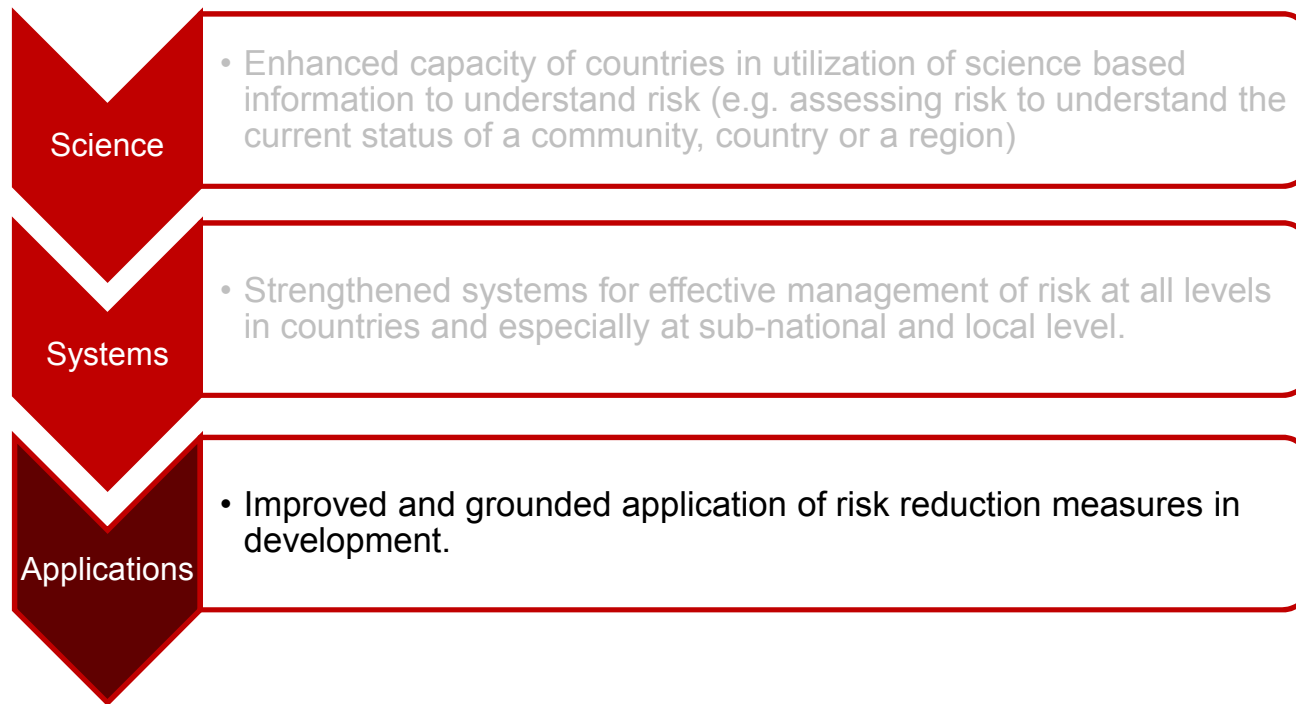 Science
• Enhanced capacity of countries in utilization of science based
information to understand risk (e.g. assessing risk to understand the
current status of a community, country or a region)
Systems
• Strengthened systems for effective management of risk at all levels
in countries and especially at sub-national and local level.
Applications
• Improved and grounded application of risk reduction measures in
development.